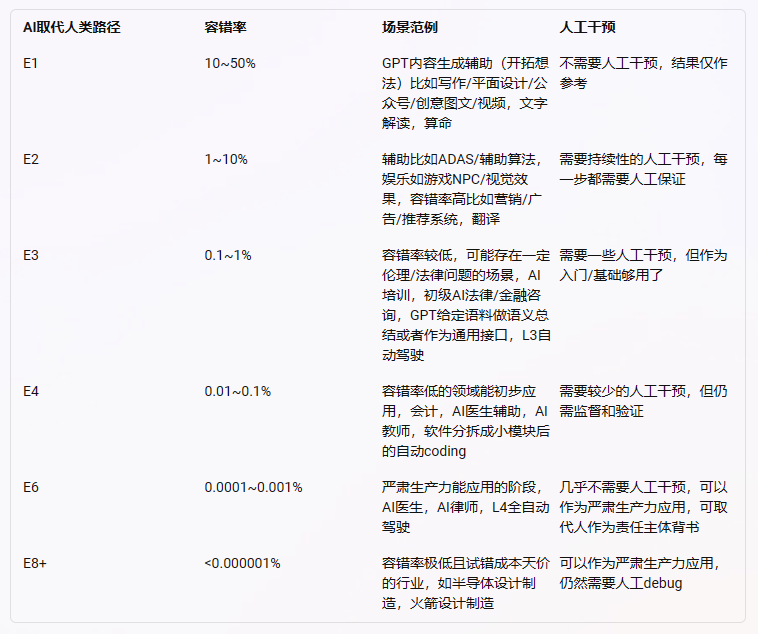 AI取代人类路径 容错率 场景范例 人工干预
E1 10~50% GPT内容生成辅助（开拓想 不需要人工干预，结果仅作
法）比如写作/平面设计/公 参考
众号/创意图文/视频，文字
解读，算命
E2 1~10% 辅助比如ADAS/辅助算法， 需要持续性的人工干预，每
娱乐如游戏NPC/视觉效 一步都需要人工保证
果，容错率高比如营销/广
告/推荐系统，翻译
E3 0.1~1% 容错率较低，可能存在一定 需要一些人工干预，但作为
伦理/法律问题的场景，AI 入门/基础够用了
培训，初级AI法律/金融咨
询，GPT给定语料做语义总
结或者作为通用接口，L3自
动驾驶
E4 0.01~0.1% 容错率低的领域能初步应 需要较少的人工干预，但仍
用，会计，AI医生辅助，AI 需监督和验证
教师，软件分拆成小模块后
的自动coding
E6 0.0001~0.001% 严肃生产力能应用的阶段， 几乎不需要人工干预，可以
AI医生，AI律师，L4全自动 作为严肃生产力应用，可取
驾驶 代人作为责任主体背书
E8+ <0.000001% 容错率极低且试错成本天价 可以作为严肃生产力应用，
的行业，如半导体设计制 仍然需要人工debug
造，火箭设计制造